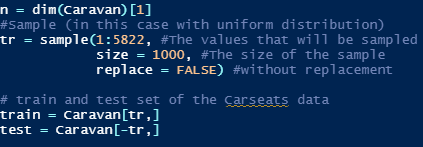 n = dim(Caravan)[1]
#Sample (in this case with uniform distribution)
tr = sample(1:5822, #The values that will be sampled
size = 1000, #The size of the sample
replace = FALSE) #without replacement
# train and test set of the Carseats data
train = Caravan[tr,]
test = Caravan[-tr,]